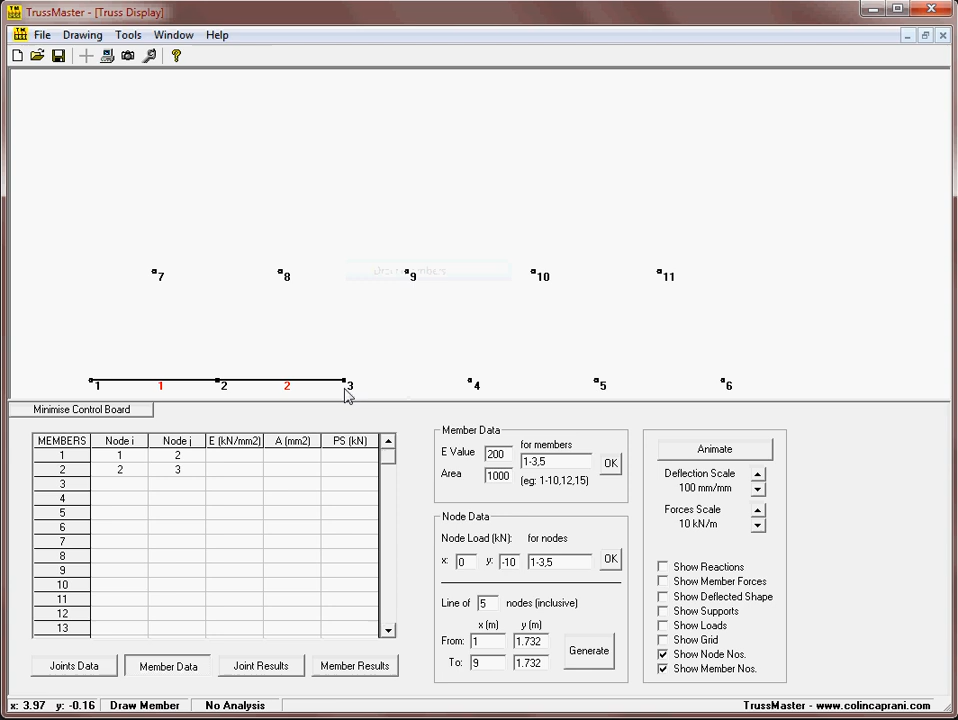 TrussMaster - [Truss Display]
File Drawing Tools Window Help
7 8 9 10 11
1 1 2 2 3 4 5 6
Minimise Control Board
MEMBERS Node i Node j E (kN/mm2) A (mm2) PS (kN)
1 1 2
2 2 3
3
4
5
6
7
8
9
10
11
12
13
Joints Data Member Data Joint Results Member Results
Member Data
E Value 200 for members
1-3,5 OK
Area 1000 (eg: 1-10,12,15)
Node Data
Node Load (kN): for nodes
x: 0 y: -10 1-3,5 OK
Line of 5 nodes (inclusive)
x (m) y (m)
From: 1 1.732
To: 9 1.732
Generate
Animate
Deflection Scale
100 mm/mm
Forces Scale
10 kN/m
Show Reactions
Show Member Forces
Show Deflected Shape
Show Supports
Show Loads
Show Grid
Show Node Nos.
Show Member Nos.
x: 3.97 y: -0.16 Draw Member No Analysis TrussMaster - www.colincaprani.com